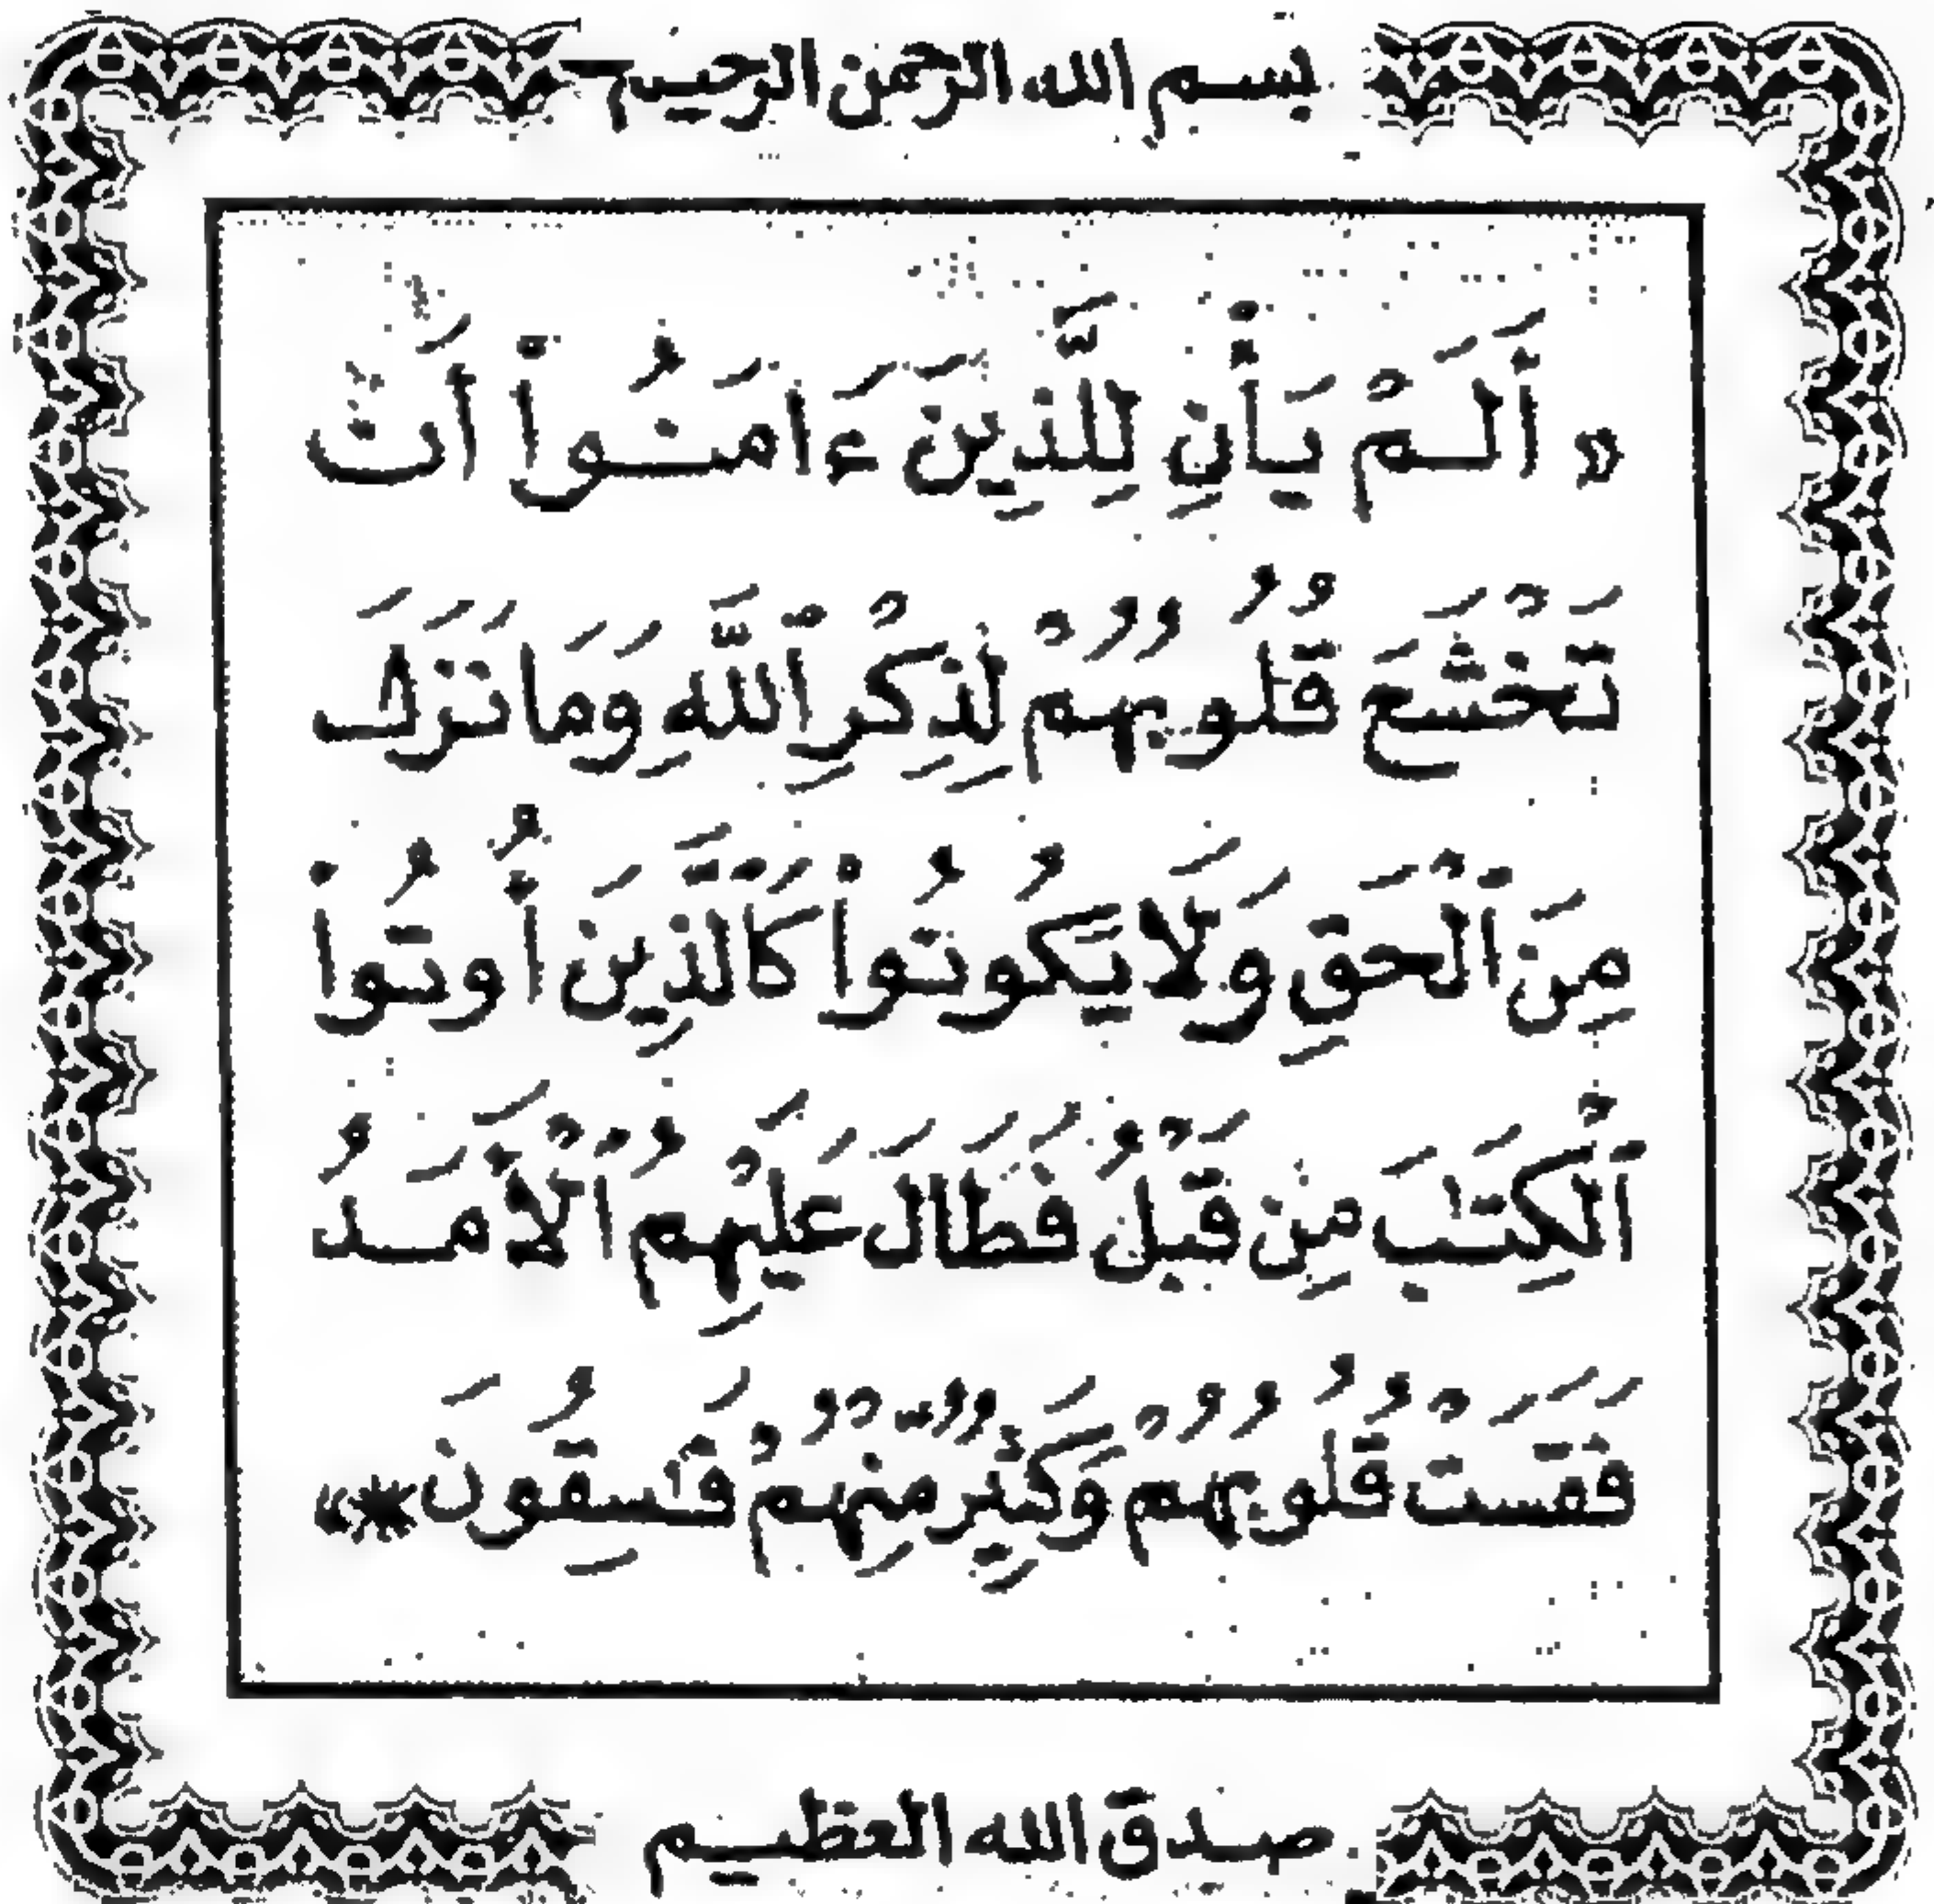 بسم الله الرحمن الرحيم
« أَلَمْ يَأْنِ لِلَّذِينَ ءَامَنُوٓا۟ أَن
تَخْشَعَ قُلُوبُهُمْ لِذِكْرِ ٱللَّهِ وَمَا نَزَلَ
مِنَ ٱلْحَقِّ وَلَا يَكُونُوا۟ كَٱلَّذِينَ أُوتُوا۟
ٱلْكِتَٰبَ مِن قَبْلُ فَطَالَ عَلَيْهِمُ ٱلْأَمَدُ
فَقَسَتْ قُلُوبُهُمْ وَكَثِيرٌ مِّنْهُمْ فَٰسِقُونَ * »
صدق الله العظيم